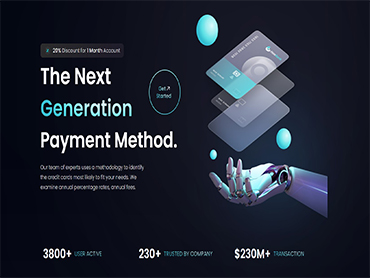 20% Discount for 1 Month Account
The Next
Generation
Payment Method.
Get
Started
Our team of experts uses a methodology to identify
the credit cards most likely to fit your needs. We
examine annual percentage rates, annual fees.
3800+ USER ACTIVE
230+ TRUSTED BY COMPANY
$230M+ TRANSACTION